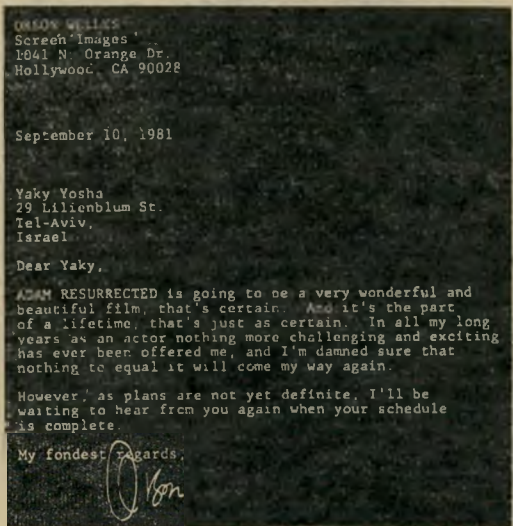 ORSON WELLES
Screen Images
1041 N. Orange Dr.
Hollywood, CA 90028
September 10, 1981
Yaky Yosha
29 Lilienblum St.
Tel-Aviv,
Israel
Dear Yaky,
ADAM RESURRECTED is going to be a very wonderful and
beautiful film, that's certain. And it's the part
of a lifetime, that's just as certain. In all my long
years as an actor nothing more challenging and exciting
has ever been offered me, and I'm damned sure that
nothing to equal it will come my way again.
However, as plans are not yet definite, I'll be
waiting to hear from you again when your schedule
is complete.
My fondest regards,
Orson